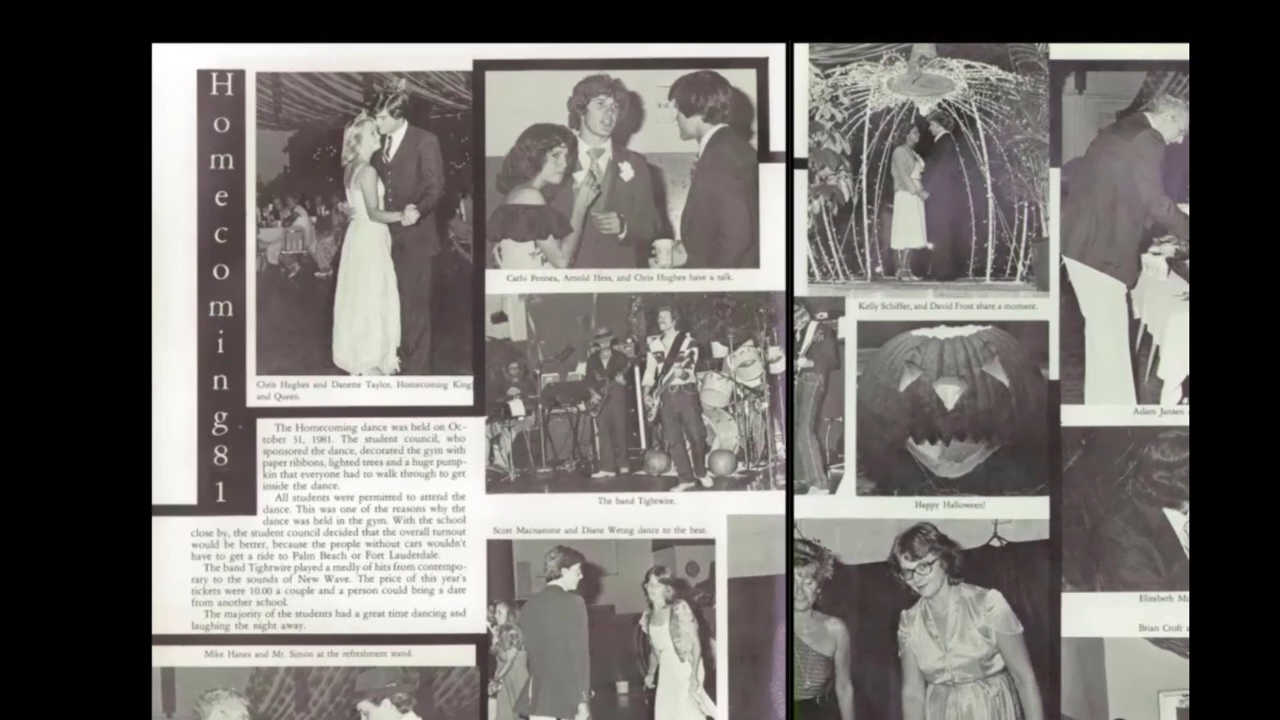 Homecoming 81
Chris Hughes and Danette Taylor, Homecoming King
and Queen.
The Homecoming dance was held on Oc-
tober 31, 1981. The student council, who
sponsored the dance, decorated the gym with
paper ribbons, lighted trees and a huge pump-
kin that everyone had to walk through to get
inside the dance.
All students were permitted to attend the
dance. This was one of the reasons why the
dance was held in the gym. With the school
close by, the student council decided that the overall turnout
would be better, because the people without cars wouldn't
have to get a ride to Palm Beach or Fort Lauderdale.
The band Tightwire played a medly of hits from contempo-
rary to the sounds of New Wave. The price of this year's
tickets were 10.00 a couple and a person could bring a date
from another school.
The majority of the students had a great time dancing and
laughing the night away.
Mike Hanes and Mr. Simon at the refreshment stand.
Cathi Fennea, Arnold Hess, and Chris Hughes have a talk.
The band Tightwire.
Scott Macnamme and Diane Wetzig dance to the beat.
Kelly Schiffer, and David Frost share a moment.
Happy Halloween!
Adam Jansen
Elizabeth
Brian Croft